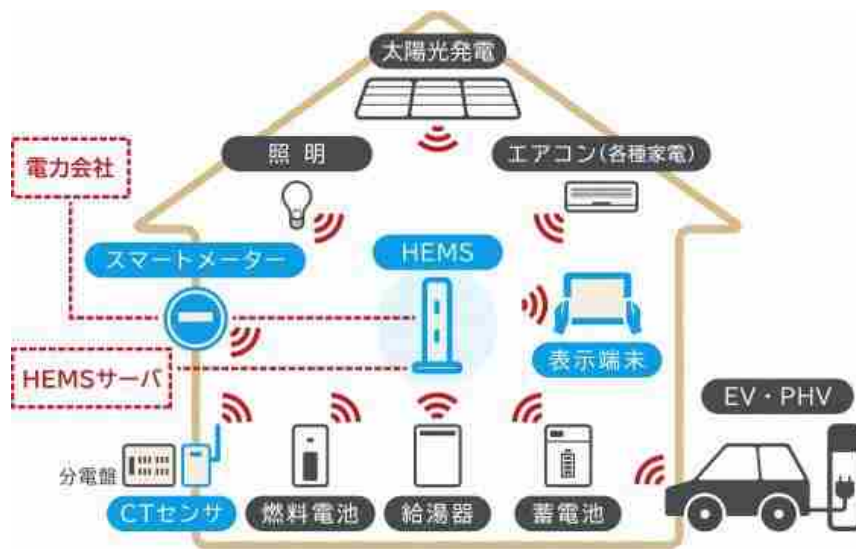 太陽光発電
照明
エアコン(各種家電)
電力会社
スマートメーター
HEMS
表示端末
HEMSサーバ
EV・PHV
分電盤
CTセンサ
燃料電池
給湯器
蓄電池